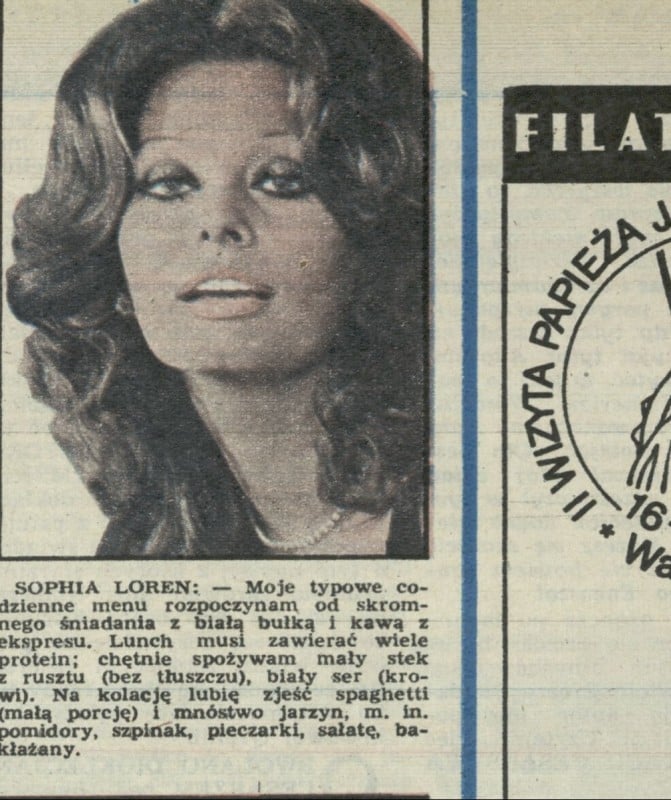 SOPHIA LOREN: — Moje typowe co-
dzienne menu rozpoczynam od skrom-
nego śniadania z białą bułką i kawą z
ekspresu. Lunch musi zawierać wiele
protein; chętnie spożywam mały stek
z rusztu (bez tłuszczu), biały ser (kro-
wi). Na kolację lubię zjeść spaghetti
(małą porcję) i mnóstwo jarzyn, m. in.
pomidory, szpinak, pieczarki, sałatę, ba-
kłażany.
FILAT
II WIZYTA PAPIEŻA J
16
* Wa